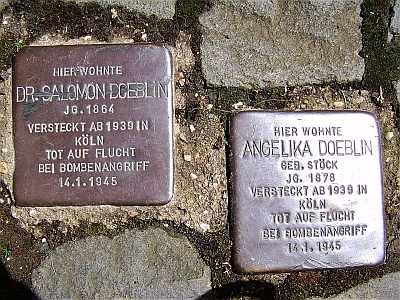 HIER WOHNTE
DR. SALOMON DOEBLIN
JG. 1864
VERSTECKT AB 1939 IN
KÖLN
TOT AUF FLUCHT
BEI BOMBENANGRIFF
14.1.1945
HIER WOHNTE
ANGELIKA DOEBLIN
GEB. STÖCK
JG. 1878
VERSTECKT AB 1939 IN
KÖLN
TOT AUF FLUCHT
BEI BOMBENANGRIFF
14.1.1945